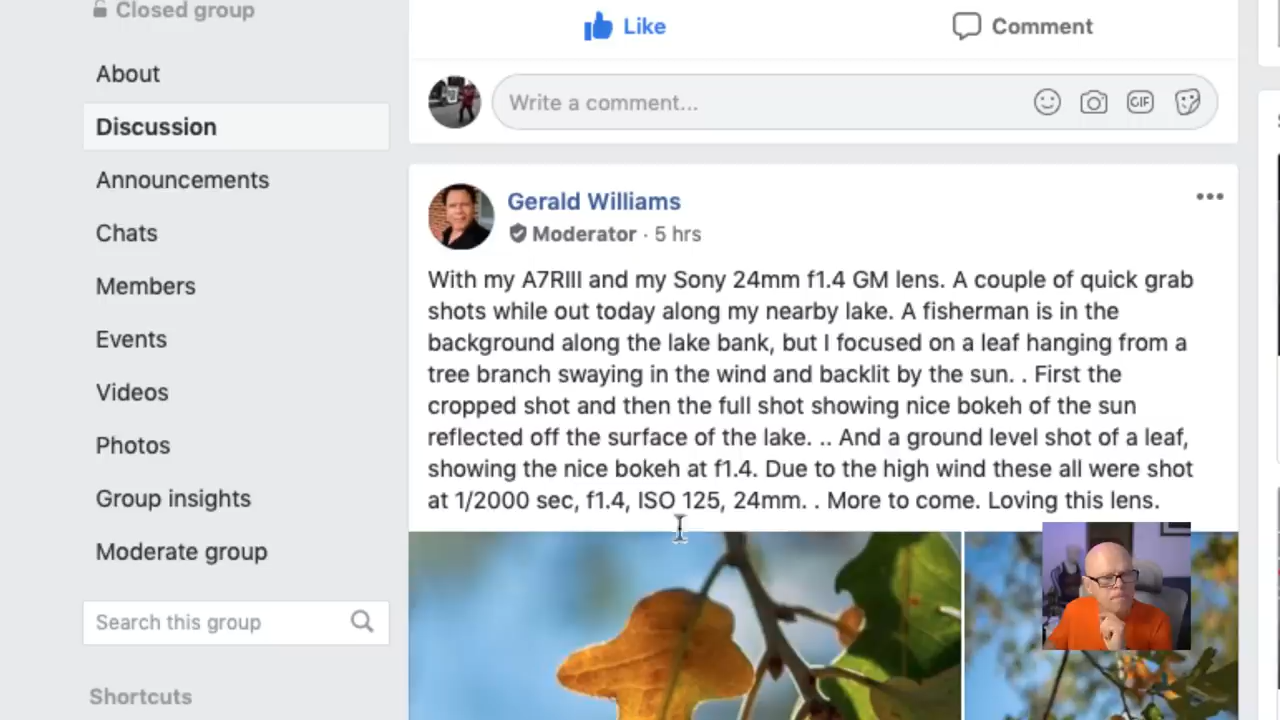 Closed group
About
Discussion
Announcements
Chats
Members
Events
Videos
Photos
Group insights
Moderate group
Search this group
Shortcuts
Like
Comment
Write a comment...
GIF
Gerald Williams
Moderator · 5 hrs
With my A7RIII and my Sony 24mm f1.4 GM lens. A couple of quick grab
shots while out today along my nearby lake. A fisherman is in the
background along the lake bank, but I focused on a leaf hanging from a
tree branch swaying in the wind and backlit by the sun. . First the
cropped shot and then the full shot showing nice bokeh of the sun
reflected off the surface of the lake. .. And a ground level shot of a leaf,
showing the nice bokeh at f1.4. Due to the high wind these all were shot
at 1/2000 sec, f1.4, ISO 125, 24mm. . More to come. Loving this lens.